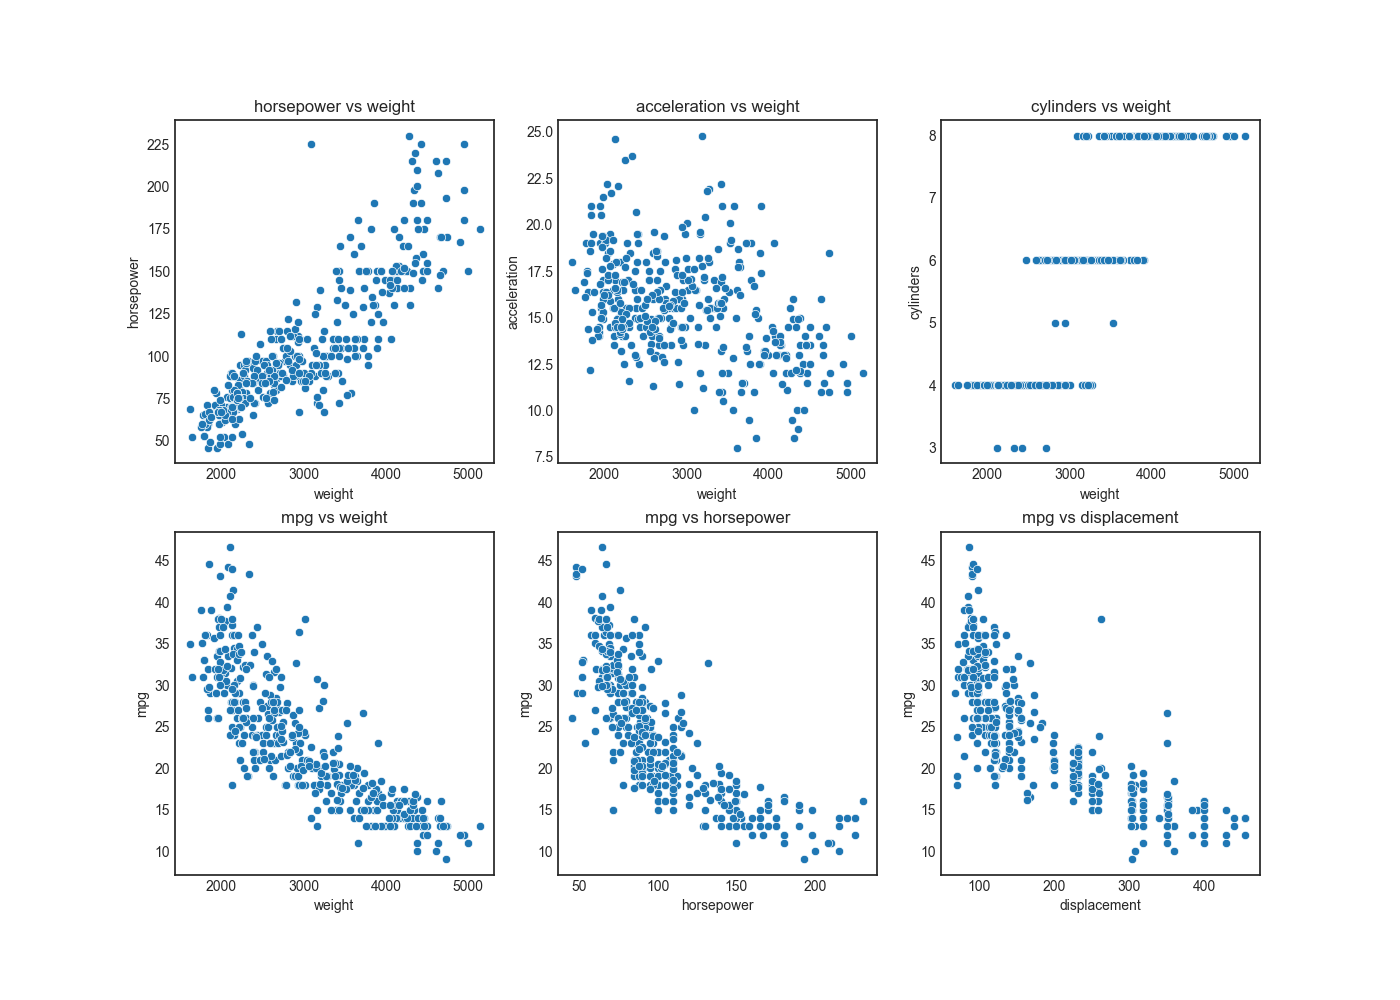 horsepower vs weight
horsepower
225
200
175
150
125
100
75
50
2000 3000 4000 5000
weight
acceleration vs weight
acceleration
25.0
22.5
20.0
17.5
15.0
12.5
10.0
7.5
2000 3000 4000 5000
weight
cylinders vs weight
cylinders
8
7
6
5
4
3
2000 3000 4000 5000
weight
mpg vs weight
mpg
45
40
35
30
25
20
15
10
2000 3000 4000 5000
weight
mpg vs horsepower
mpg
45
40
35
30
25
20
15
10
50 100 150 200
horsepower
mpg vs displacement
mpg
45
40
35
30
25
20
15
10
100 200 300 400
displacement